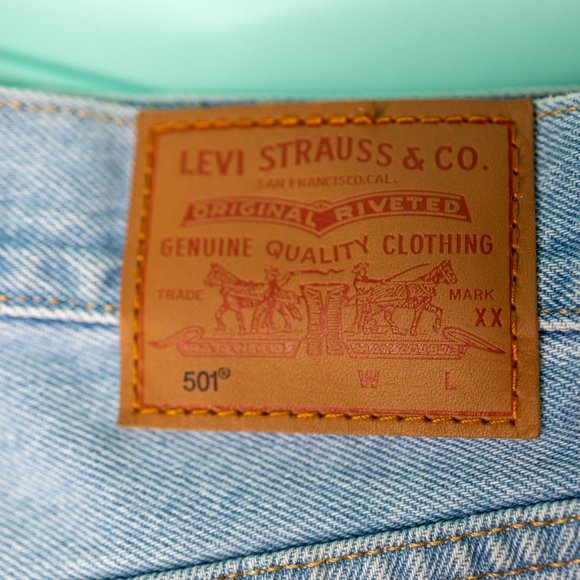 LEVI STRAUSS & CO.
SAN FRANCISCO, CAL.
ORIGINAL RIVETED
GENUINE QUALITY CLOTHING
TRADE MARK
XX
501® W L